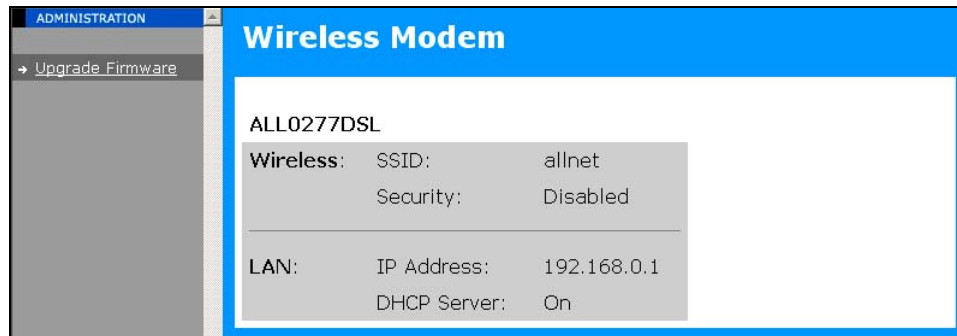 ADMINISTRATION
Upgrade Firmware
Wireless Modem
ALL0277DSL
Wireless: SSID: allnet
Security: Disabled
LAN: IP Address: 192.168.0.1
DHCP Server: On